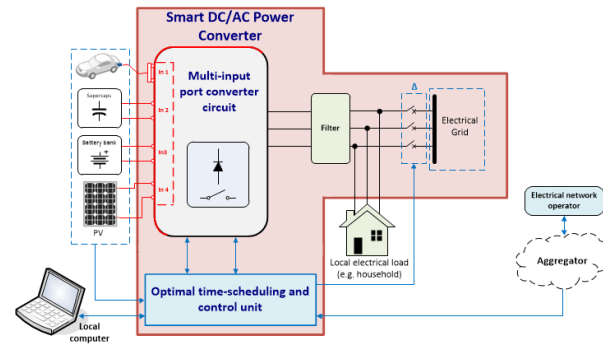 Smart DC/AC Power
Converter
In 1
Multi-input
port converter
circuit
Supercaps
In 2
Δ
Filter
Electrical
Grid
Battery bank
In3
In 4
PV
Electrical network
operator
Local electrical load
(e.g. household)
Aggregator
Optimal time-scheduling and
control unit
Local
computer